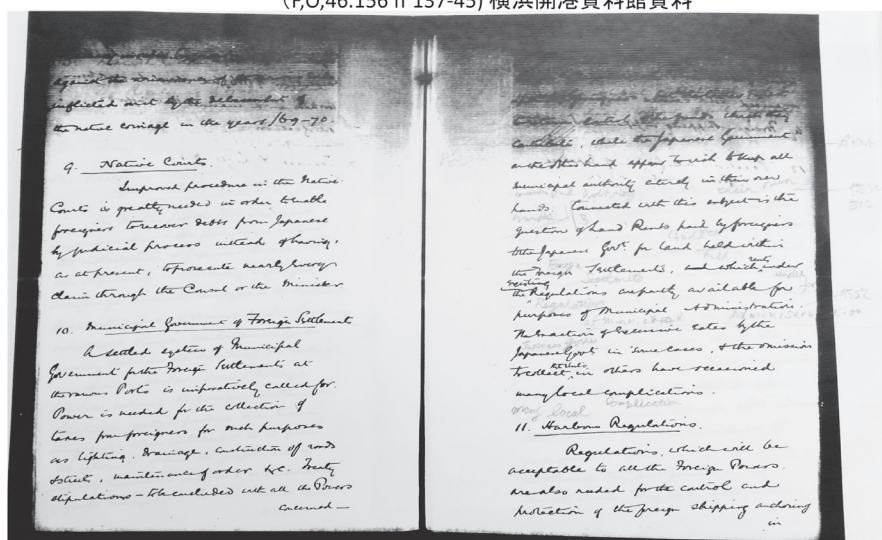 (F,O,46.156 ff 137-45) 横浜開港資料館資料
against the
inflicted by the debasement of
the native coinage in the years 1869-70
9. Native Courts.
Improved procedure in the Native
Courts is greatly needed in order to enable
foreigners to recover debts from Japanese
by judicial process instead of having,
as at present, to prosecute nearly every
claim through the Consul or the Minister
10. Municipal Government of Foreign Settlements
A settled system of Municipal
Government for the Foreign Settlements at
the various Ports is imperatively called for.
Power is needed for the collection of
taxes from foreigners for such purposes
as lighting, drainage, construction of roads
& streets, maintenance of order &c. Treaty
stipulations – to be concluded with all the Powers
concerned —
contribute, while the Japanese Government
on the other hand appear to wish to keep all
municipal authority entirely in their own
hands. Connected with this subject is the
question of Land Rents paid by foreigners
to the Japanese Govt. for land held within
the Foreign Settlements, and which under
existing
the Regulations are partly available for
purposes of Municipal Administration.
The exaction of excessive rates by the
Japanese Govt. in some cases, & the omission
to collect in others have occasioned
many local complications.
many local complication
11. Harbour Regulations.
Regulations, which will be
acceptable to all the Foreign Powers
are also needed for the control and
protection of the foreign shipping anchoring
in